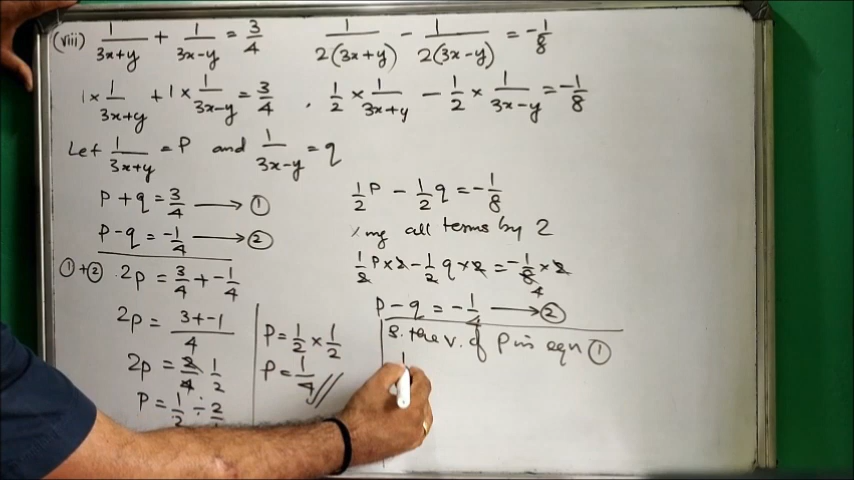 (viii) 1/(3x+y) + 1/(3x-y) = 3/4    1/(2(3x+y)) - 1/(2(3x-y)) = -1/8
1 × 1/(3x+y) + 1 × 1/(3x-y) = 3/4 , 1/2 × 1/(3x+y) - 1/2 × 1/(3x-y) = -1/8
Let 1/(3x+y) = P and 1/(3x-y) = q
P + q = 3/4 → ①
P - q = -1/4 → ②
①+② 2P = 3/4 + -1/4
2P = (3 + -1)/4
2P = 2/4 1/2
P = 1/2 ÷ 2/
P = 1/2 × 1/2
P = 1/4 //
1/2 P - 1/2 q = -1/8
×ing all terms by 2
1/2 P × 2 - 1/2 q × 2 = -1/8 × 2
4
P - q = -1/4 → ②
S. the v. of P in eqn ①
1